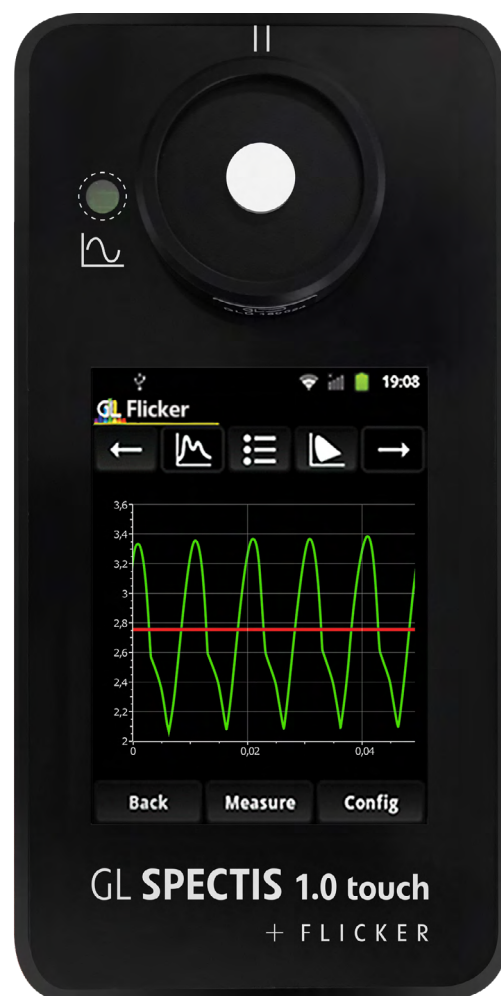 19:08
GL Flicker
3,6
3,4
3,2
3
2,8
2,6
2,4
2,2
2
0 0,02 0,04
Back Measure Config
GL SPECTIS 1.0 touch
+ FLICKER